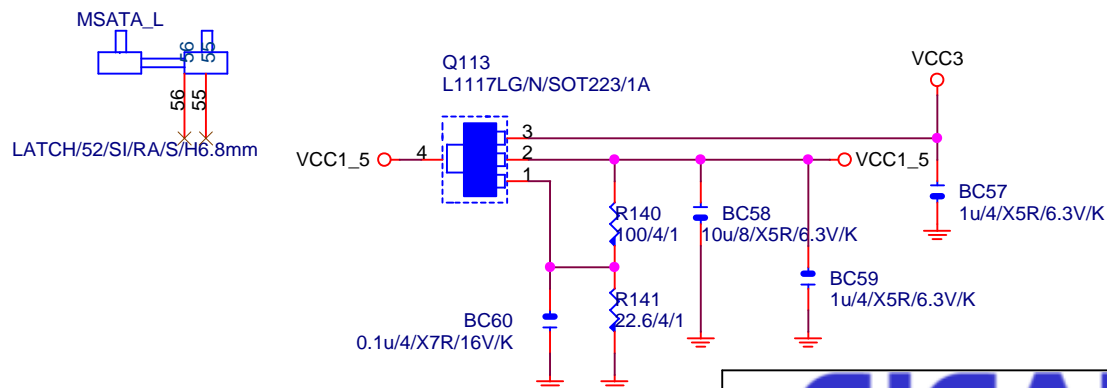 MSATA_L
56
55
56
55
LATCH/52/SI/RA/S/H6.8mm
Q113
L1117LG/N/SOT223/1A
VCC3
3
VCC1_5
4
2
VCC1_5
1
BC57
1u/4/X5R/6.3V/K
R140
100/4/1
BC58
10u/8/X5R/6.3V/K
BC59
1u/4/X5R/6.3V/K
R141
22.6/4/1
BC60
0.1u/4/X7R/16V/K